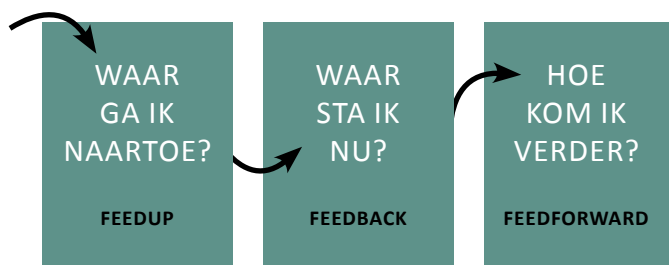 WAAR
GA IK
NAARTOE?
FEEDUP
WAAR
STA IK
NU?
FEEDBACK
HOE
KOM IK
VERDER?
FEEDFORWARD